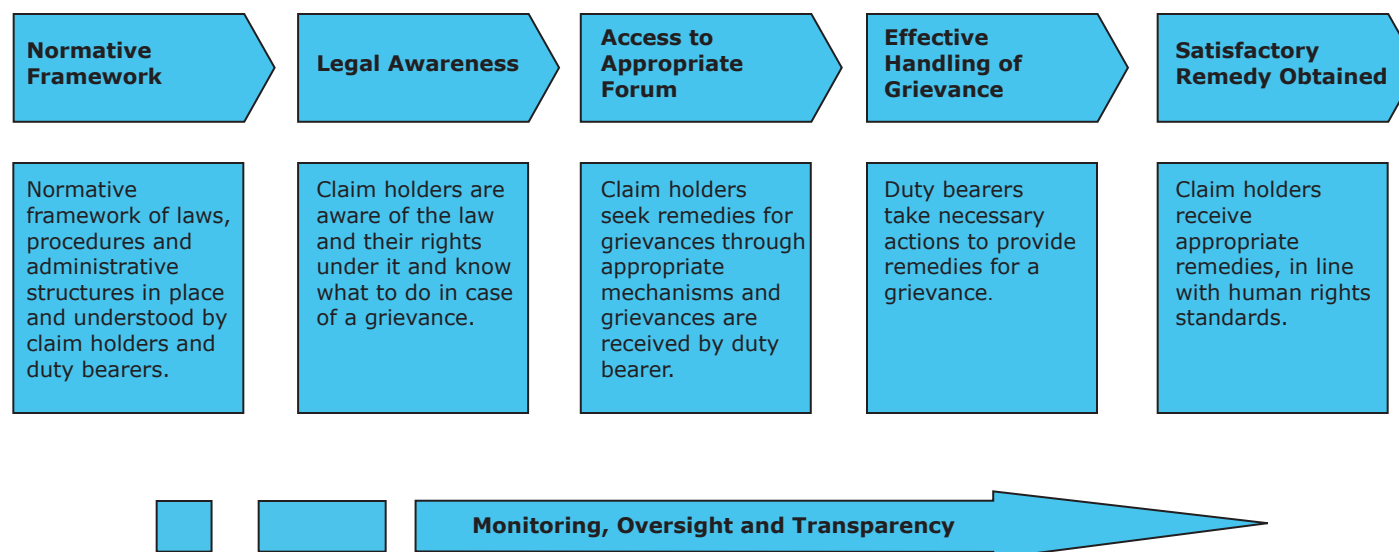 Normative
Framework
Legal Awareness
Access to
Appropriate
Forum
Effective
Handling of
Grievance
Satisfactory
Remedy Obtained
Normative
framework of laws,
procedures and
administrative
structures in place
and understood by
claim holders and
duty bearers.
Claim holders are
aware of the law
and their rights
under it and know
what to do in case
of a grievance.
Claim holders
seek remedies for
grievances through
appropriate
mechanisms and
grievances are
received by duty
bearer.
Duty bearers
take necessary
actions to provide
remedies for a
grievance.
Claim holders
receive
appropriate
remedies, in line
with human rights
standards.
Monitoring, Oversight and Transparency